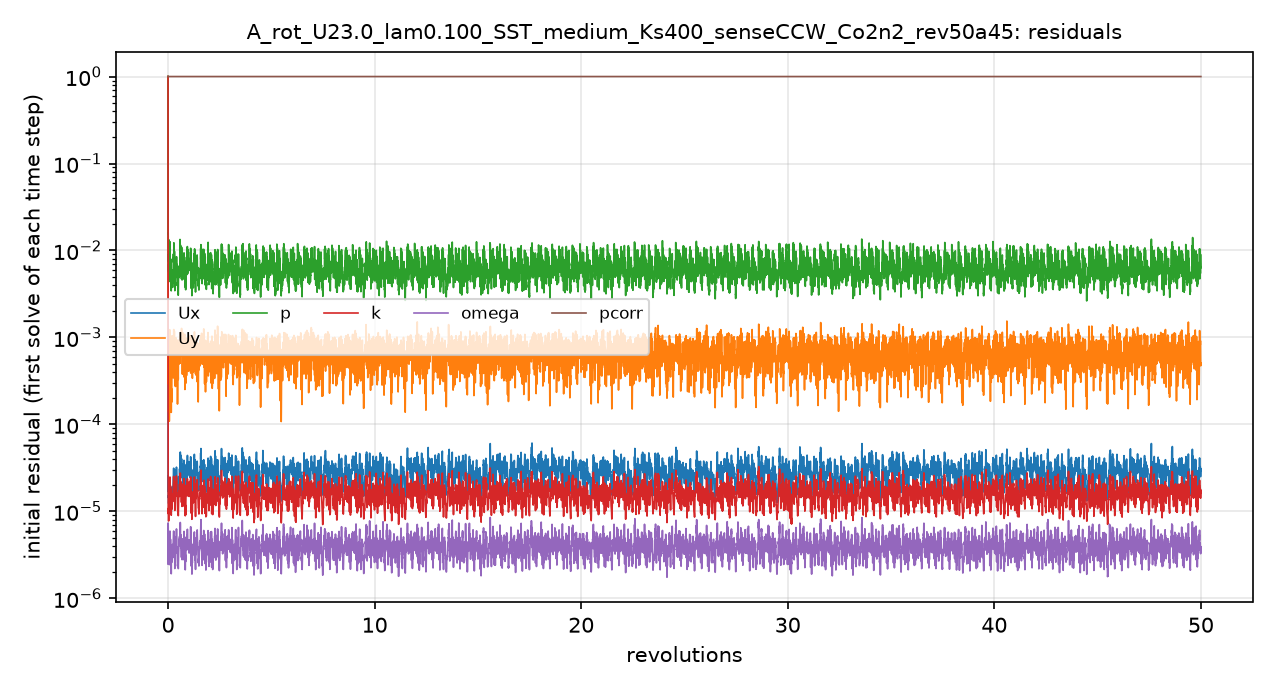 A_rot_U23.0_lam0.100_SST_medium_Ks400_senseCCW_Co2n2_rev50a45: residuals
initial residual (first solve of each time step)
10⁰
10⁻¹
10⁻²
10⁻³
10⁻⁴
10⁻⁵
10⁻⁶
Ux p k omega pcorr
Uy
0 10 20 30 40 50
revolutions